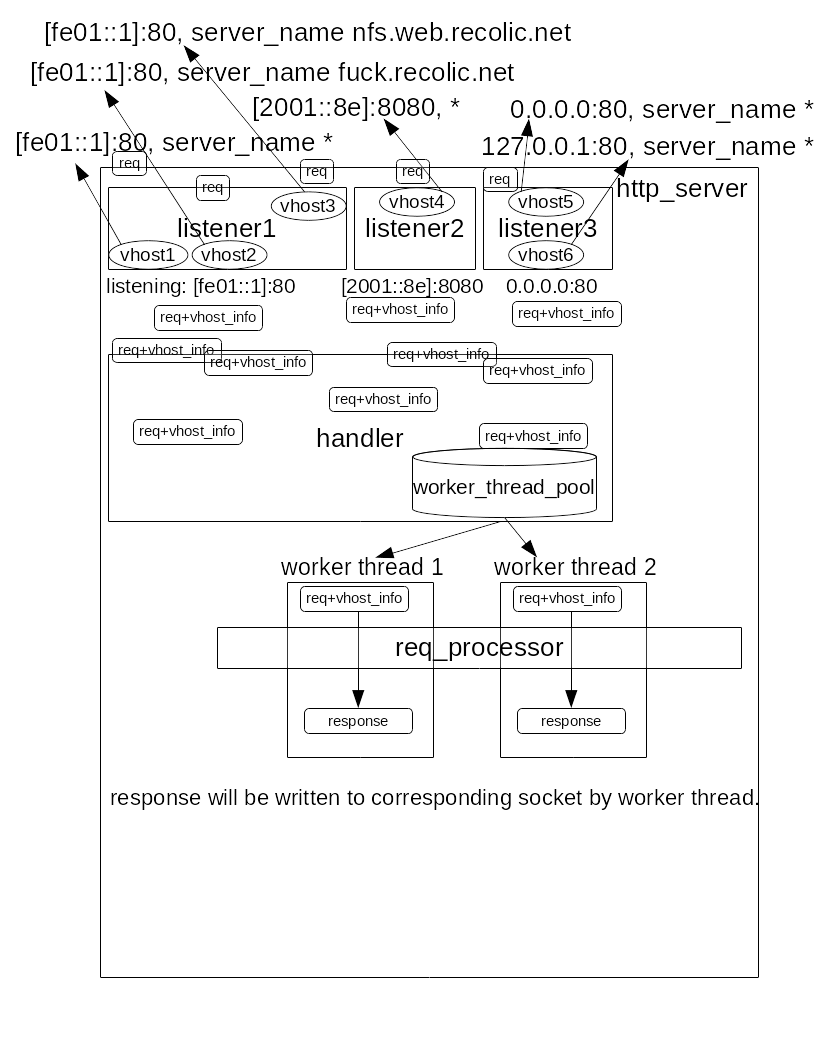 [fe01::1]:80, server_name nfs.web.recolic.net
[fe01::1]:80, server_name fuck.recolic.net
[2001::8e]:8080, *
0.0.0.0:80, server_name *
[fe01::1]:80, server_name *
127.0.0.1:80, server_name *
req
req
req
req
req
http_server
vhost3
vhost4
vhost5
listener1
listener2
listener3
vhost1
vhost2
vhost6
listening: [fe01::1]:80
[2001::8e]:8080
0.0.0.0:80
req+vhost_info
req+vhost_info
req+vhost_info
req+vhost_info
req+vhost_info
req+vhost_info
req+vhost_info
req+vhost_info
req+vhost_info
handler
req+vhost_info
worker_thread_pool
worker thread 1
worker thread 2
req+vhost_info
req+vhost_info
req_processor
response
response
response will be written to corresponding socket by worker thread.